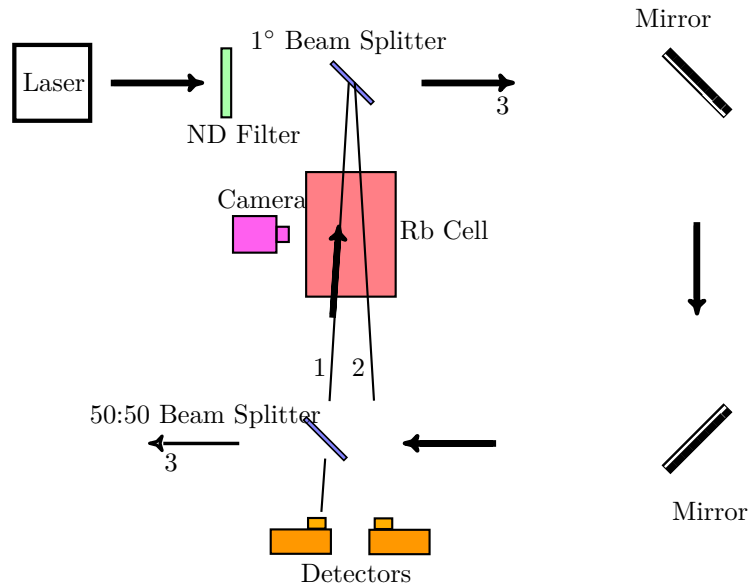 Mirror
1° Beam Splitter
Laser
3
ND Filter
Camera
Rb Cell
1
2
50:50 Beam Splitter
3
Mirror
Detectors